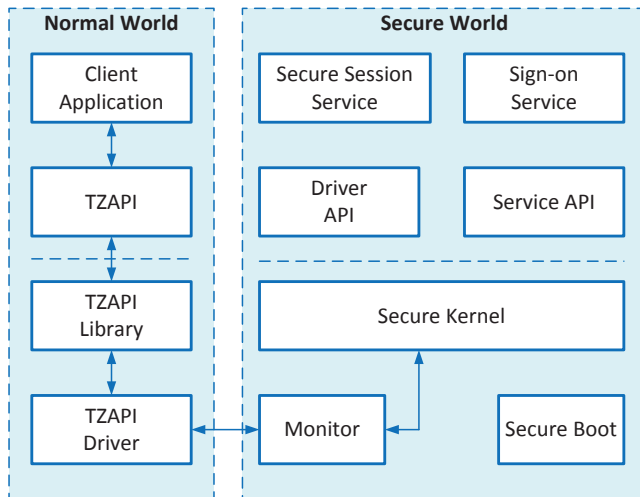 Normal World
Secure World
Client
Application
Secure Session
Service
Sign-on
Service
TZAPI
Driver
API
Service API
TZAPI
Library
Secure Kernel
TZAPI
Driver
Monitor
Secure Boot